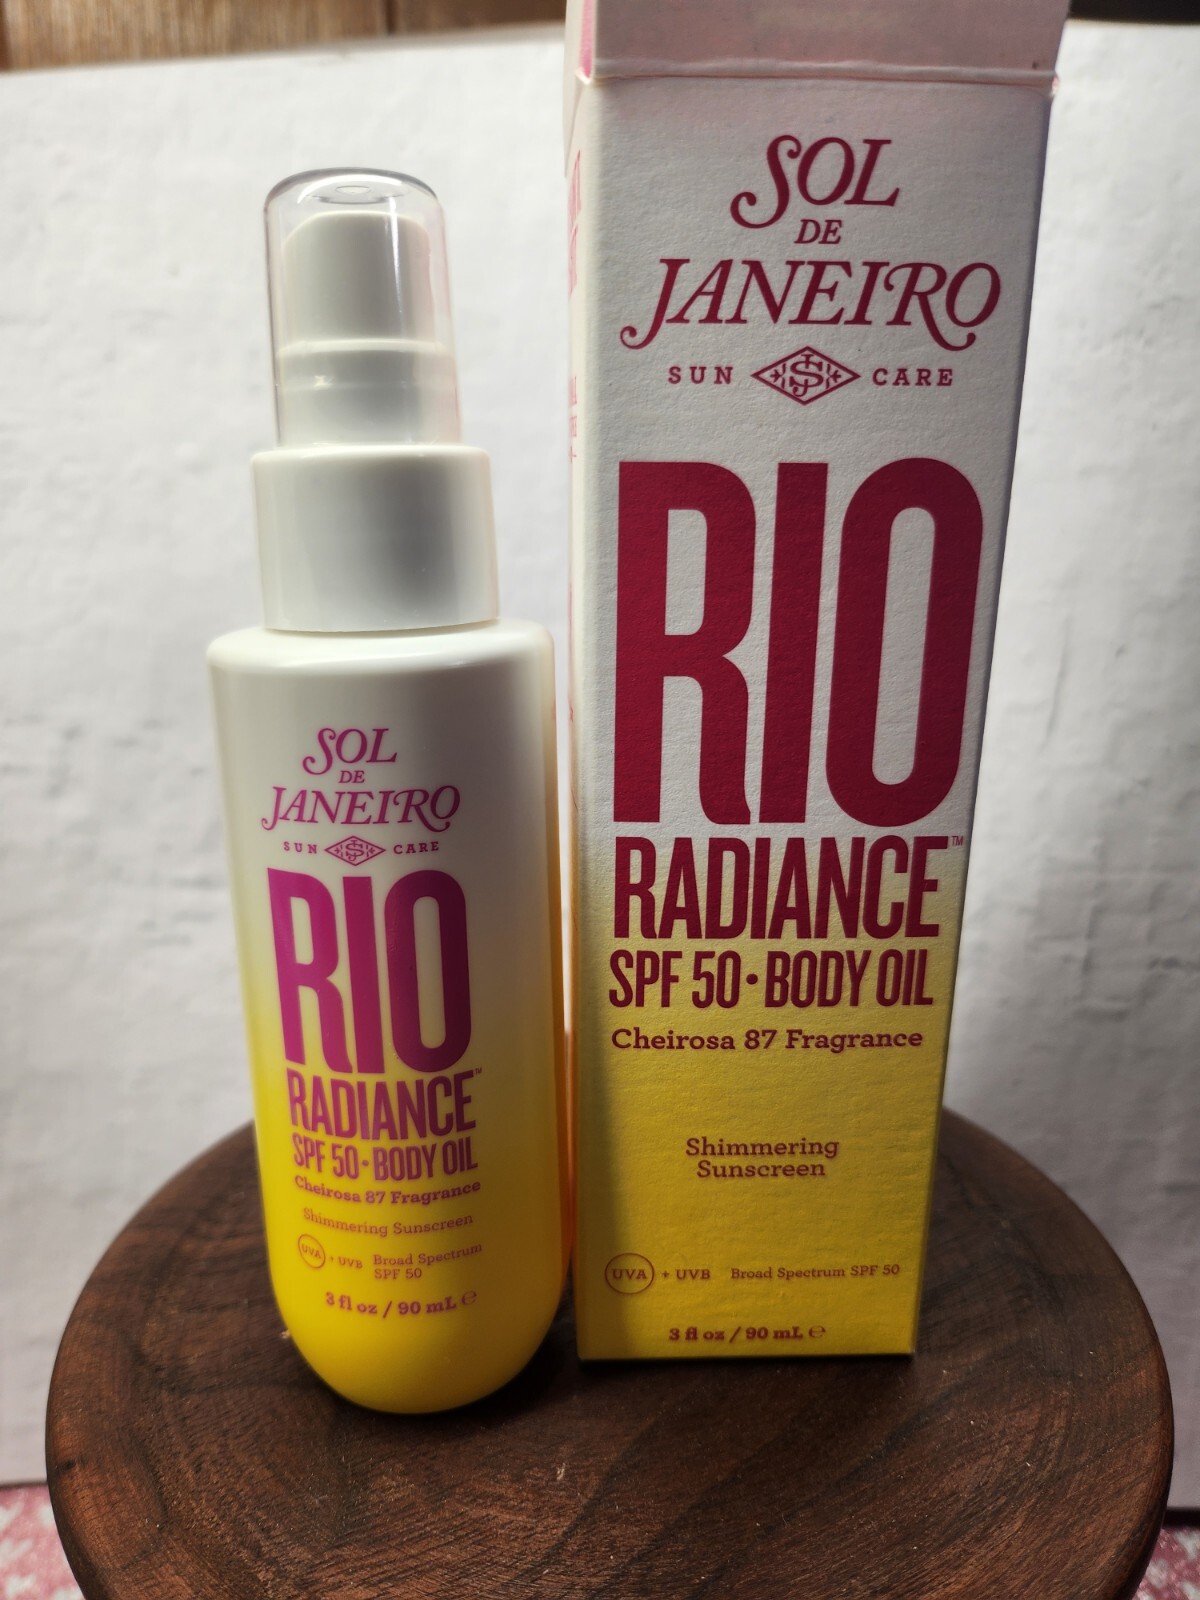 SOL
DE
JANEIRO
SUN SJ CARE
RIO
RADIANCE™
SPF 50 • BODY OIL
Cheirosa 87 Fragrance
Shimmering Sunscreen
UVA + UVB Broad Spectrum
SPF 50
3 fl oz / 90 mL ℮
SOL
DE
JANEIRO
SUN SJ CARE
RIO
RADIANCE™
SPF 50 • BODY OIL
Cheirosa 87 Fragrance
Shimmering
Sunscreen
UVA + UVB Broad Spectrum SPF 50
3 fl oz / 90 mL ℮